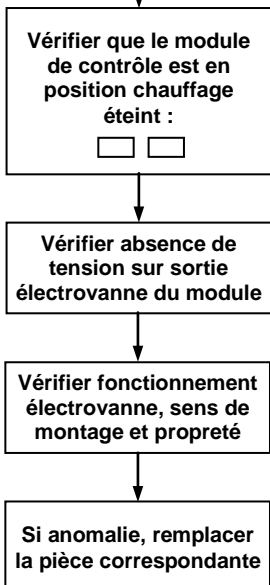 Vérifier que le module
de contrôle est en
position chauffage
éteint :
Vérifier absence de
tension sur sortie
électrovanne du module
Vérifier fonctionnement
électrovanne, sens de
montage et propreté
Si anomalie, remplacer
la pièce correspondante